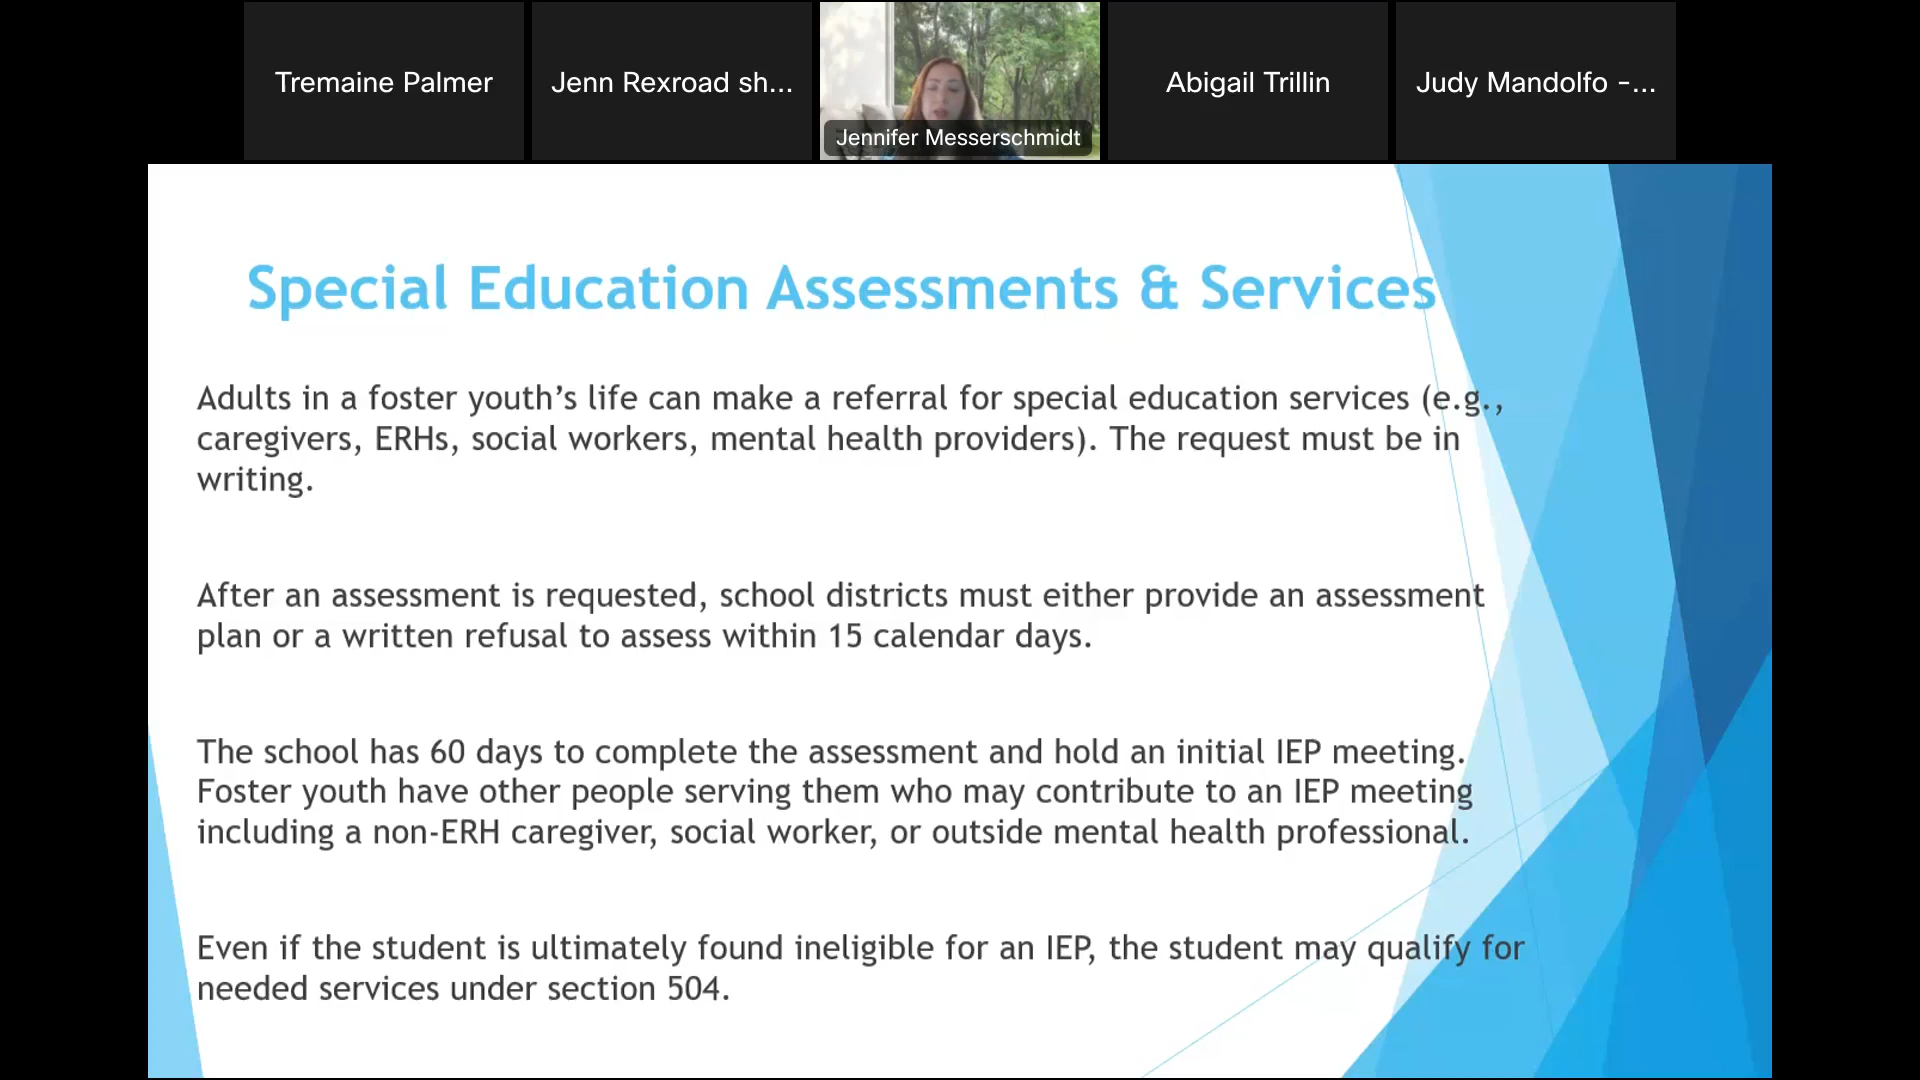 Tremaine Palmer
Jenn Rexroad sh...
Jennifer Messerschmidt
Abigail Trillin
Judy Mandolfo -...
Special Education Assessments & Services
Adults in a foster youth’s life can make a referral for special education services (e.g.,
caregivers, ERHs, social workers, mental health providers). The request must be in
writing.
After an assessment is requested, school districts must either provide an assessment
plan or a written refusal to assess within 15 calendar days.
The school has 60 days to complete the assessment and hold an initial IEP meeting.
Foster youth have other people serving them who may contribute to an IEP meeting
including a non-ERH caregiver, social worker, or outside mental health professional.
Even if the student is ultimately found ineligible for an IEP, the student may qualify for
needed services under section 504.